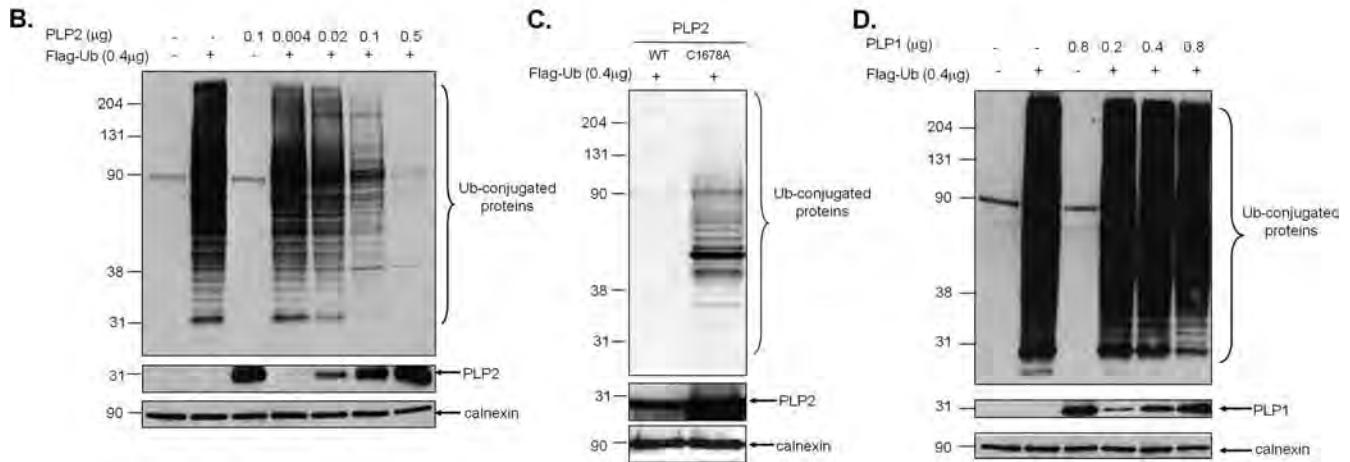 B.
PLP2 (µg) - - 0.1 0.004 0.02 0.1 0.5
Flag-Ub (0.4µg) - + - + + + +
204
131
90
38
31
Ub-conjugated
proteins
31
PLP2
90
calnexin
C.
PLP2
WT C1678A
Flag-Ub (0.4µg) + +
204
131
90
38
31
Ub-conjugated
proteins
31
PLP2
90
calnexin
D.
PLP1 (µg) - - 0.8 0.2 0.4 0.8
Flag-Ub (0.4µg) - + - + + +
204
131
90
38
31
Ub-conjugated
proteins
31
PLP1
90
calnexin